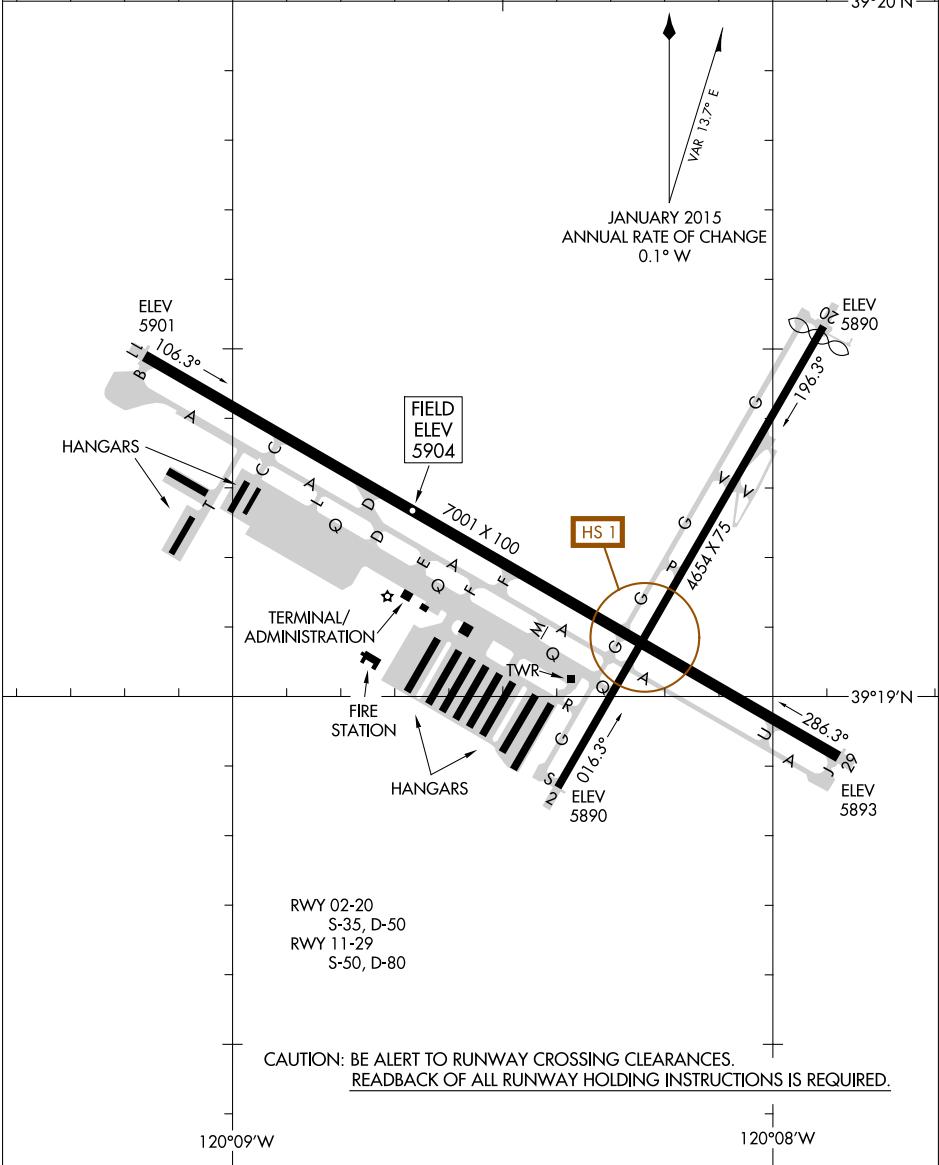 39°20'N
VAR 13.7° E
JANUARY 2015
ANNUAL RATE OF CHANGE
0.1° W
ELEV
5901
ELEV
5890
20
11
106.3°
B
196.3°
FIELD
ELEV
5904
A
G
HANGARS
C
C
V
V
A
L
Q
D
D
T
7001 X 100
G
HS 1
4654 X 75
E
A
Q
F
F
P
G
TERMINAL/
ADMINISTRATION
M
A
Q
G
TWR
Q
A
39°19'N
FIRE
STATION
R
G
286.3°
U
A
J
29
016.3°
HANGARS
S
2
ELEV
5890
ELEV
5893
RWY 02-20
S-35, D-50
RWY 11-29
S-50, D-80
CAUTION: BE ALERT TO RUNWAY CROSSING CLEARANCES.
READBACK OF ALL RUNWAY HOLDING INSTRUCTIONS IS REQUIRED.
120°09'W
120°08'W